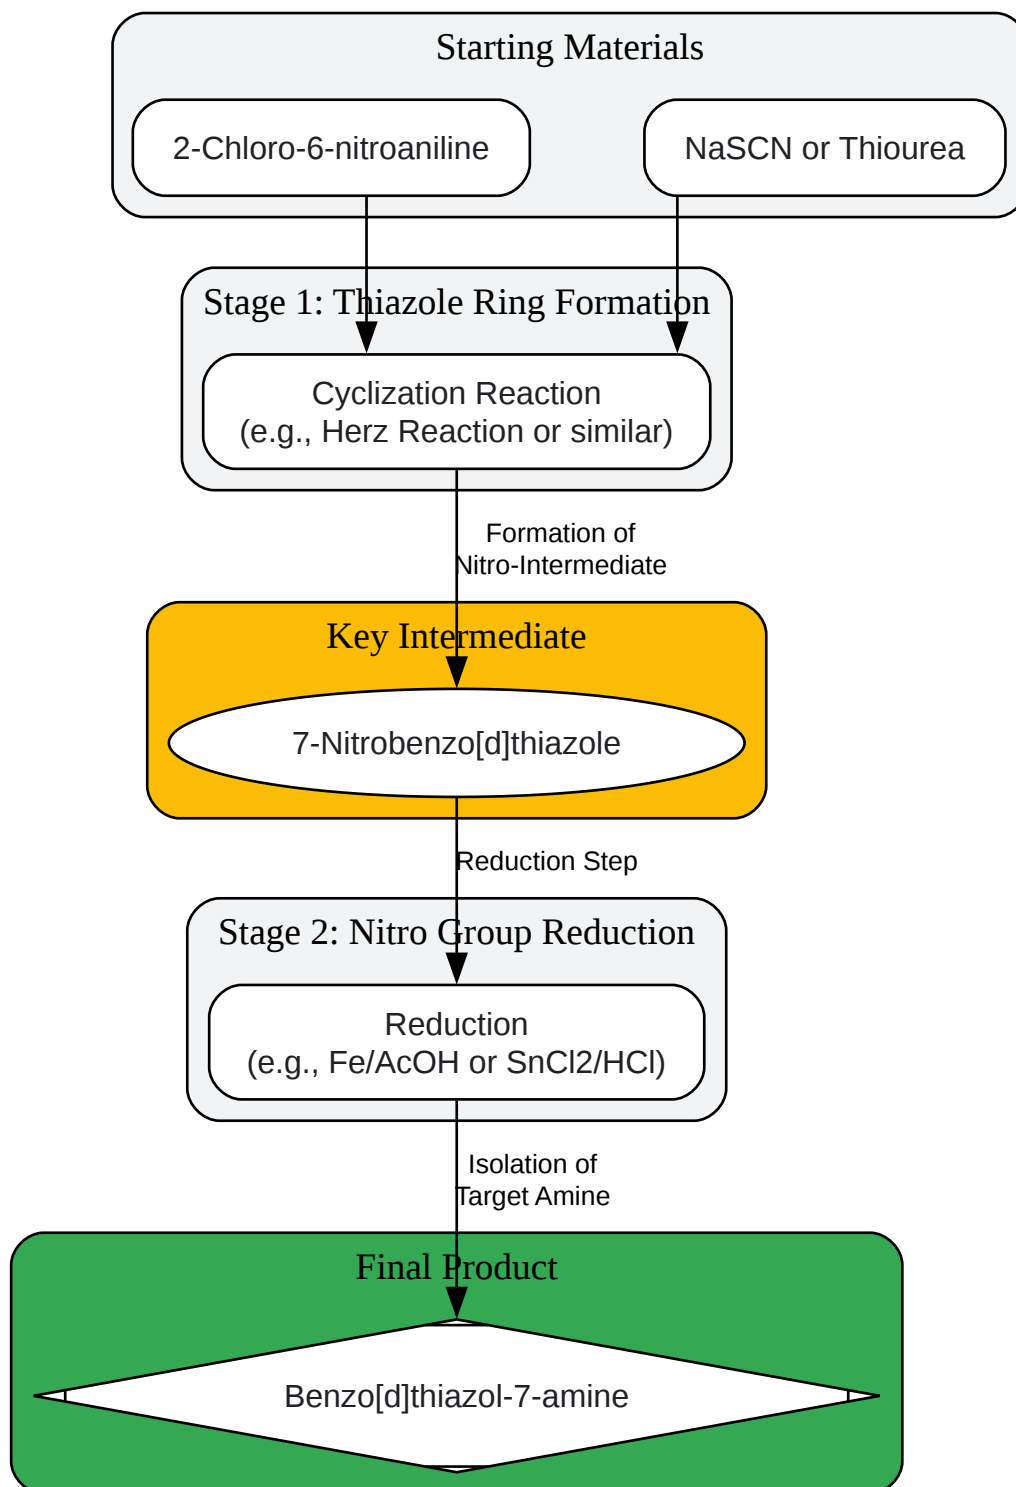 Starting Materials
2-Chloro-6-nitroaniline
NaSCN or Thiourea
Stage 1: Thiazole Ring Formation
Cyclization Reaction
(e.g., Herz Reaction or similar)
Formation of
Nitro-Intermediate
Key Intermediate
7-Nitrobenzo[d]thiazole
Reduction Step
Stage 2: Nitro Group Reduction
Reduction
(e.g., Fe/AcOH or SnCl2/HCl)
Isolation of
Target Amine
Final Product
Benzo[d]thiazol-7-amine